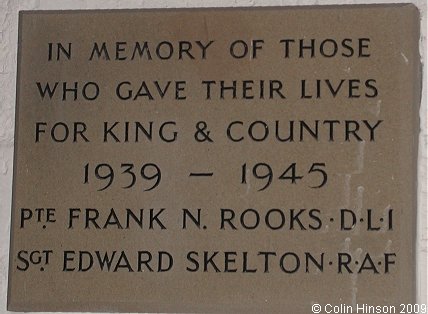 IN MEMORY OF THOSE
WHO GAVE THEIR LIVES
FOR KING & COUNTRY
1939 – 1945
PTE FRANK N. ROOKS·D·L·I
SGT EDWARD SKELTON·R·A·F
©Colin Hinson 2009